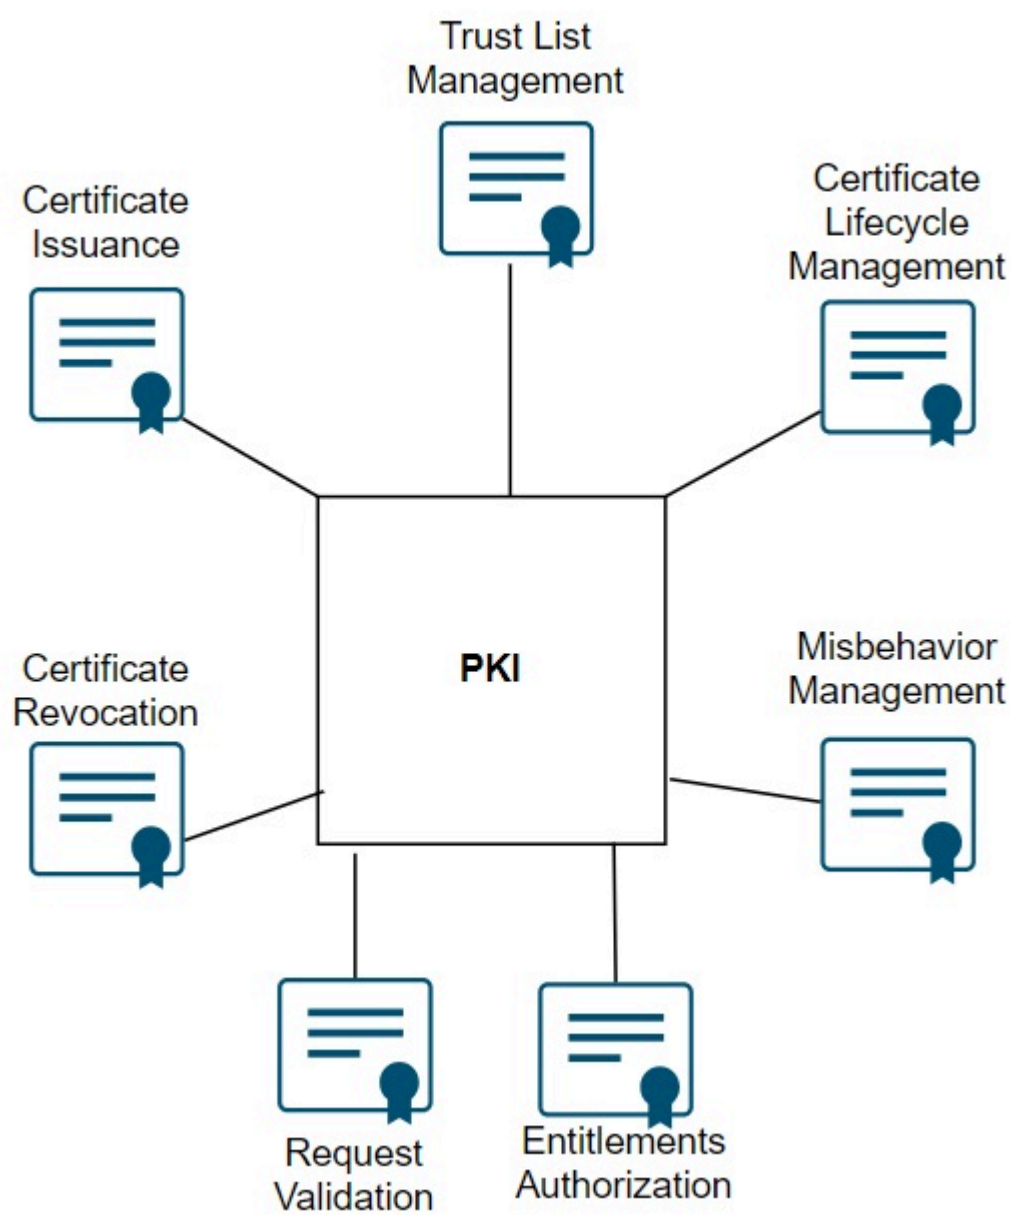 Trust List
Management
Certificate
Issuance
Certificate
Lifecycle
Management
PKI
Certificate
Revocation
Misbehavior
Management
Request
Validation
Entitlements
Authorization